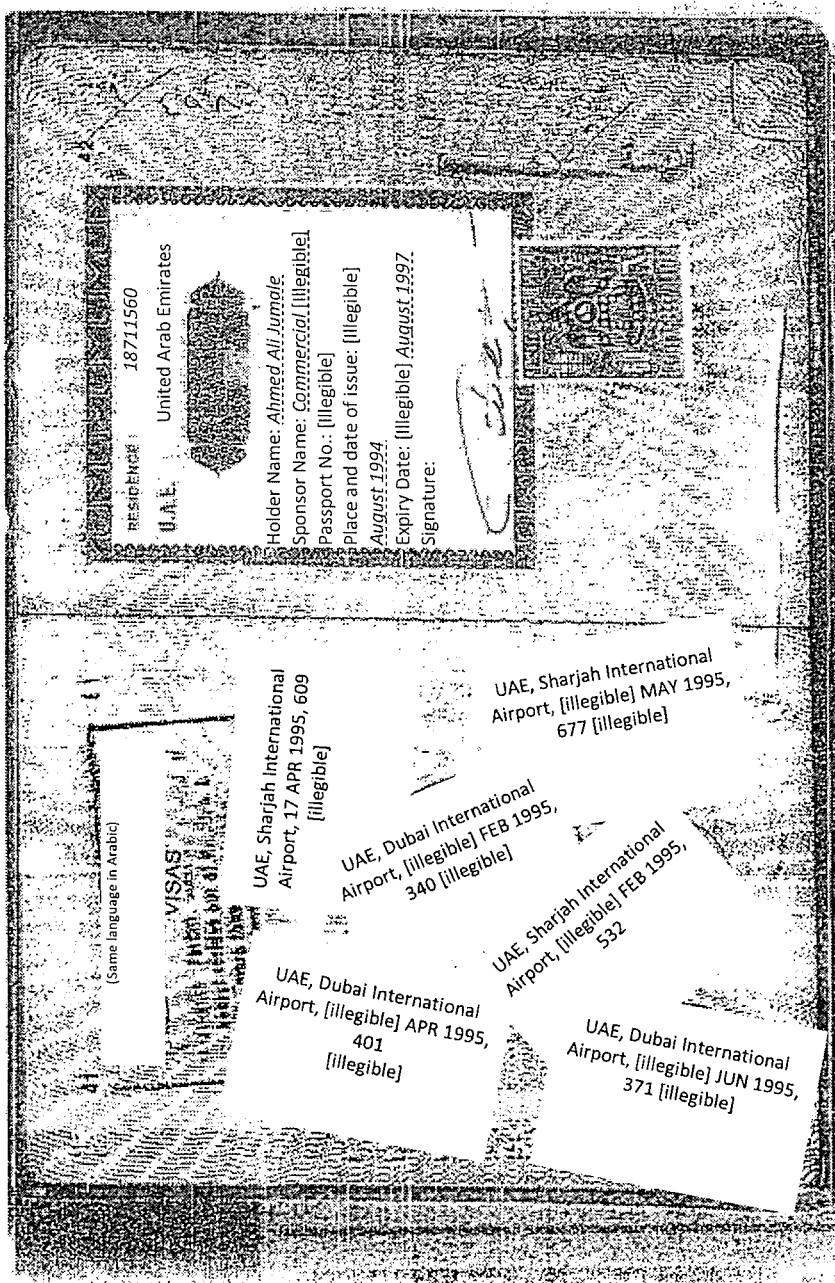 42
RESIDENCE : 18711560
U.A.E. United Arab Emirates
Holder Name: Ahmed Ali Jumale
Sponsor Name: Commercial [Illegible]
Passport No.: [Illegible]
Place and date of issue: [Illegible]
August 1994
Expiry Date: [Illegible] August 1997
Signature:
41
(Same language in Arabic)
VISAS
UAE, Sharjah International
Airport, 17 APR 1995, 609
[illegible]
UAE, Dubai International
Airport, [illegible] FEB 1995,
340 [illegible]
UAE, Sharjah International
Airport, [illegible] MAY 1995,
677 [illegible]
UAE, Dubai International
Airport, [illegible] APR 1995,
401
[illegible]
UAE, Sharjah International
Airport, [illegible] FEB 1995,
532
UAE, Dubai International
Airport, [illegible] JUN 1995,
371 [illegible]